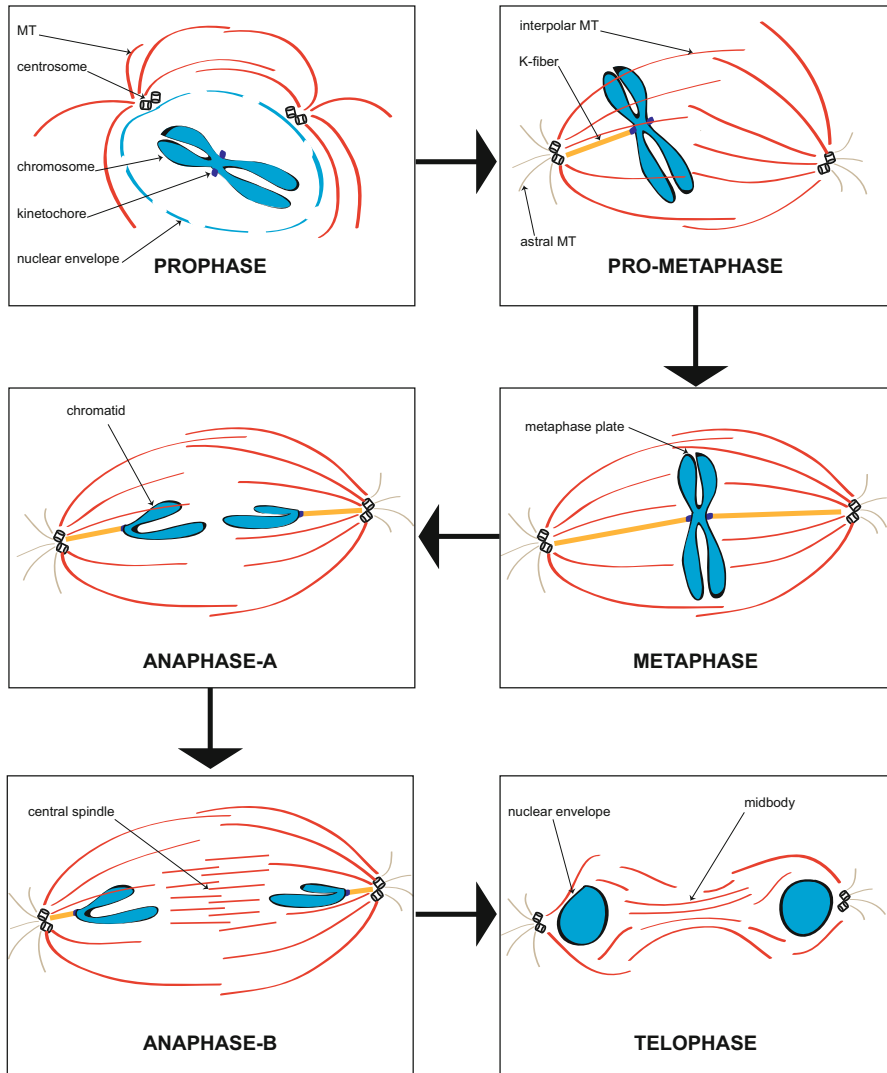 MT
centrosome
chromosome
kinetochore
nuclear envelope
PROPHASE
interpolar MT
K-fiber
astral MT
PRO-METAPHASE
chromatid
ANAPHASE-A
metaphase plate
METAPHASE
central spindle
ANAPHASE-B
nuclear envelope
midbody
TELOPHASE